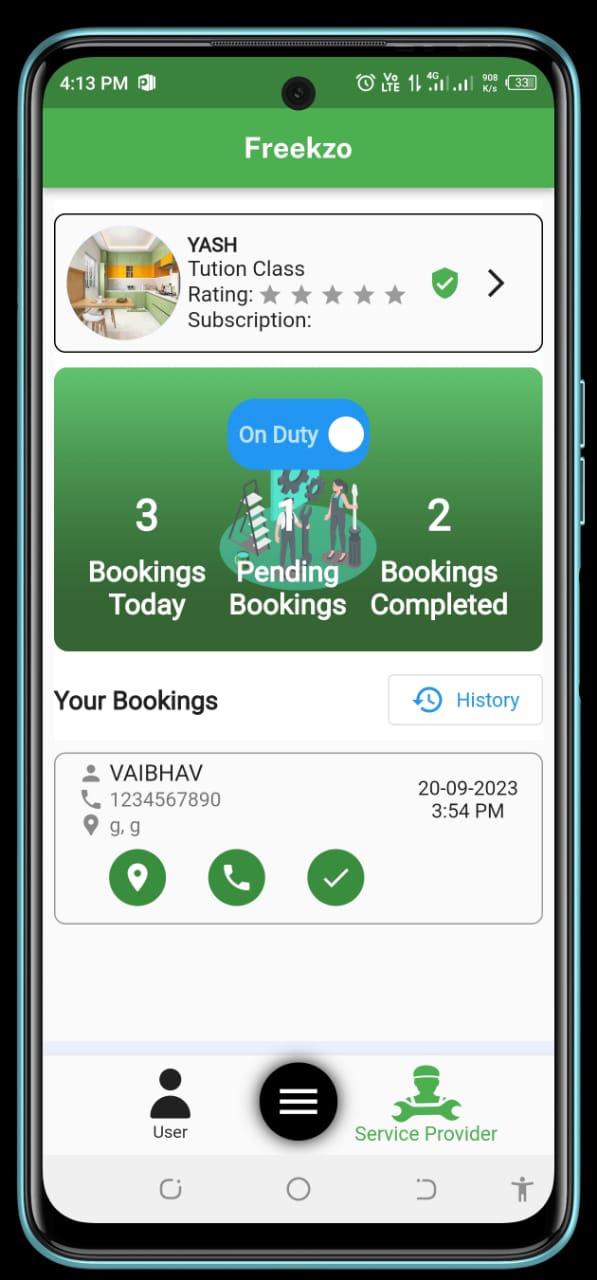 4:13 PM
Vo LTE 4G 908 K/s 33
Freekzo
YASH
Tution Class
Rating:
Subscription:
On Duty
3 1 2
Bookings Today
Pending Bookings
Bookings Completed
Your Bookings
History
VAIBHAV
1234567890
g, g
20-09-2023
3:54 PM
User
Service Provider